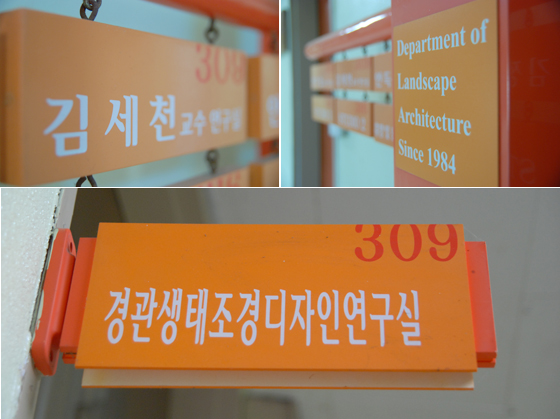 309
김세천 교수 연구실
Department of
Landscape
Architecture
Since 1984
309
경관생태조경디자인연구실